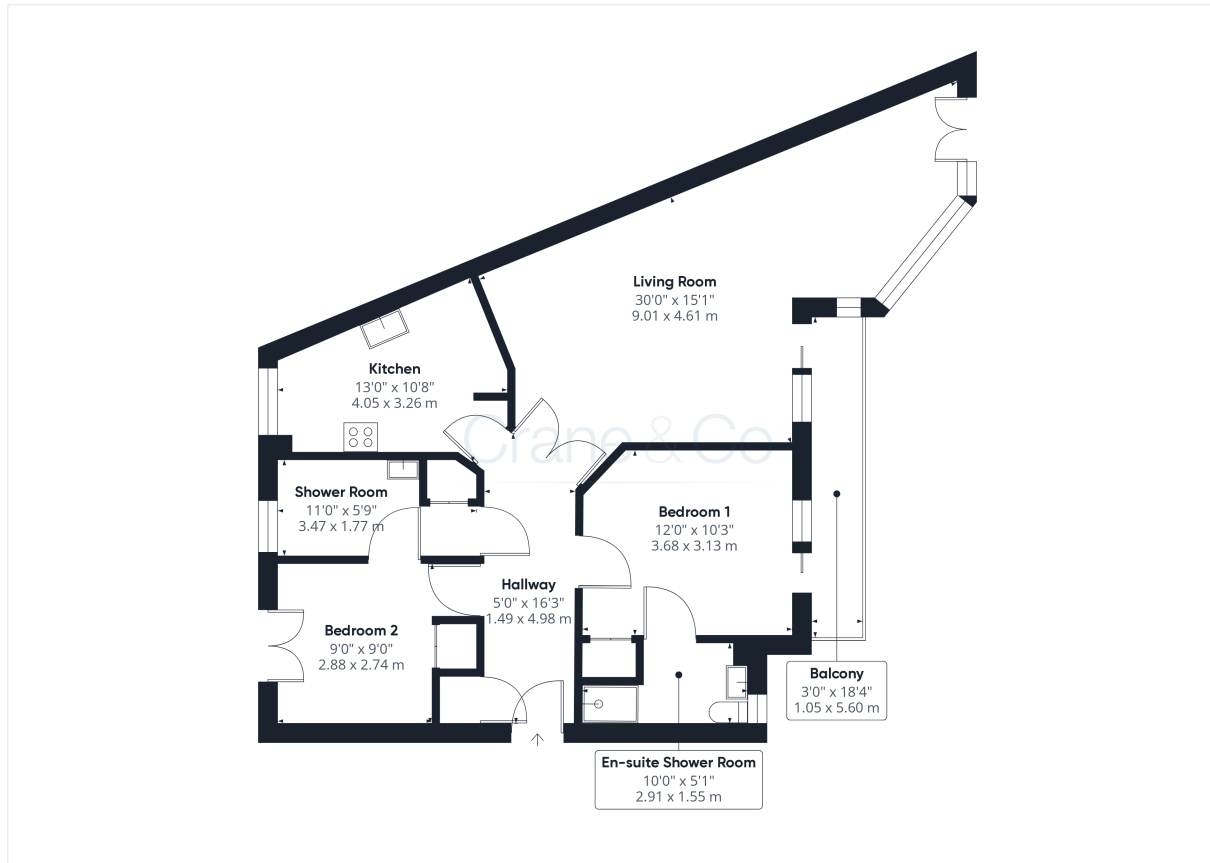 Living Room
30'0" x 15'1"
9.01 x 4.61 m
Kitchen
13'0" x 10'8"
4.05 x 3.26 m
Crane & Co
Shower Room
11'0" x 5'9"
3.47 x 1.77 m
Bedroom 1
12'0" x 10'3"
3.68 x 3.13 m
Hallway
5'0" x 16'3"
1.49 x 4.98 m
Bedroom 2
9'0" x 9'0"
2.88 x 2.74 m
Balcony
3'0" x 18'4"
1.05 x 5.60 m
En-suite Shower Room
10'0" x 5'1"
2.91 x 1.55 m